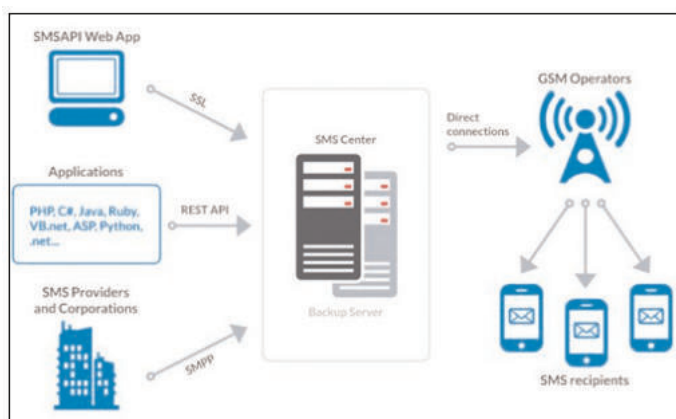 SMSAPI Web App
SSL
Applications
PHP, C#, Java, Ruby,
VB.net, ASP, Python,
.net...
REST API
SMS Providers
and Corporations
SMPP
SMS Center
Backup Server
Direct
connections
GSM Operators
SMS recipients